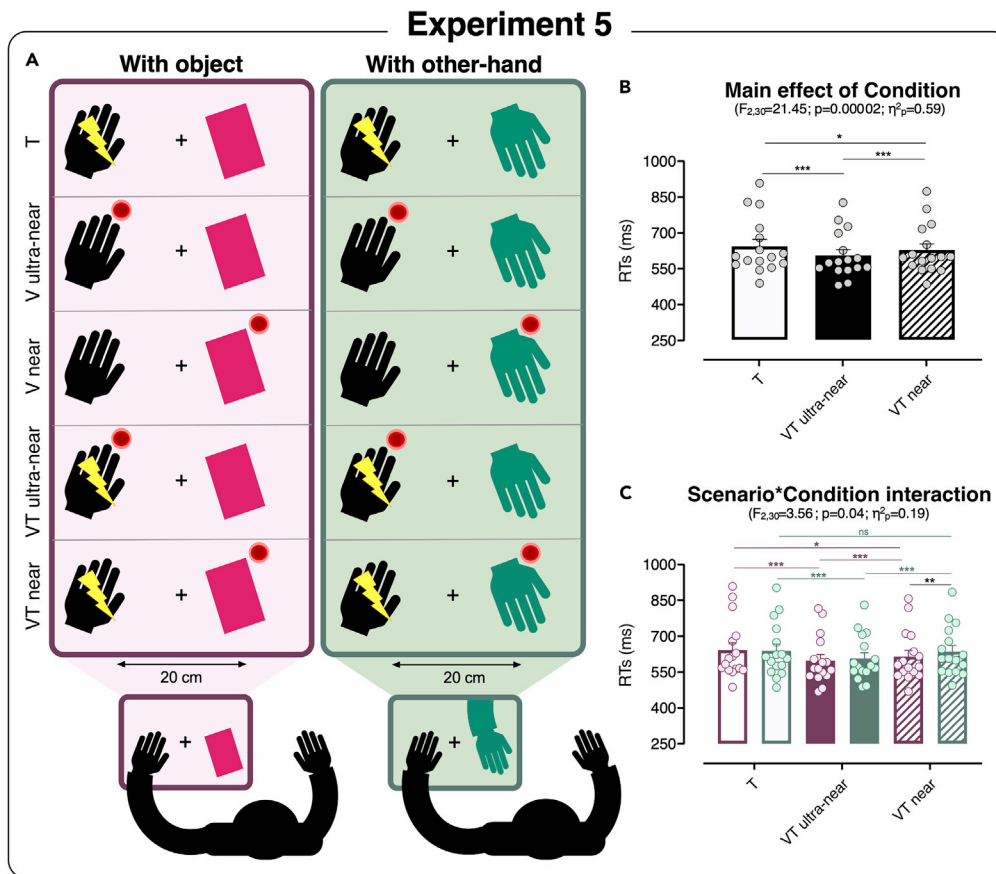 Experiment 5
A
With object
With other-hand
T
+
+
V ultra-near
+
+
V near
+
+
VT ultra-near
+
+
VT near
+
+
20 cm
20 cm
+
+
B
Main effect of Condition
(F2,30=21.45; p=0.00002; η²p=0.59)
*
***
***
1000
850
700
550
400
250
RTs (ms)
T
VT ultra-near
VT near
C
Scenario*Condition interaction
(F2,30=3.56; p=0.04; η²p=0.19)
ns
*
***
***
***
***
**
1000
850
700
550
400
250
RTs (ms)
T
VT ultra-near
VT near